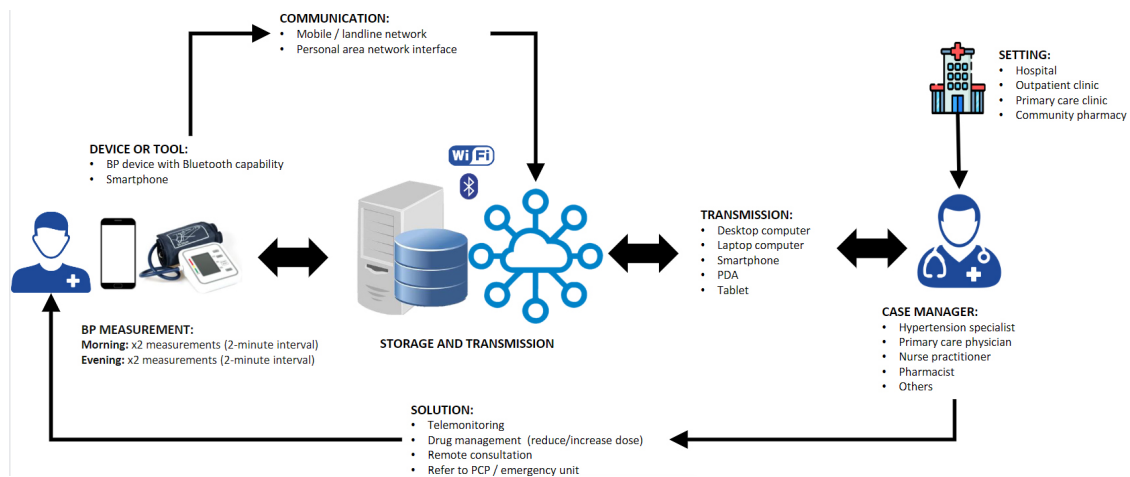 COMMUNICATION:
• Mobile / landline network
• Personal area network interface
SETTING:
• Hospital
• Outpatient clinic
• Primary care clinic
• Community pharmacy
DEVICE OR TOOL:
• BP device with Bluetooth capability
• Smartphone
Wi Fi
TRANSMISSION:
• Desktop computer
• Laptop computer
• Smartphone
• PDA
• Tablet
BP MEASUREMENT:
Morning: x2 measurements (2-minute interval)
Evening: x2 measurements (2-minute interval)
STORAGE AND TRANSMISSION
CASE MANAGER:
• Hypertension specialist
• Primary care physician
• Nurse practitioner
• Pharmacist
• Others
SOLUTION:
• Telemonitoring
• Drug management (reduce/increase dose)
• Remote consultation
• Refer to PCP / emergency unit